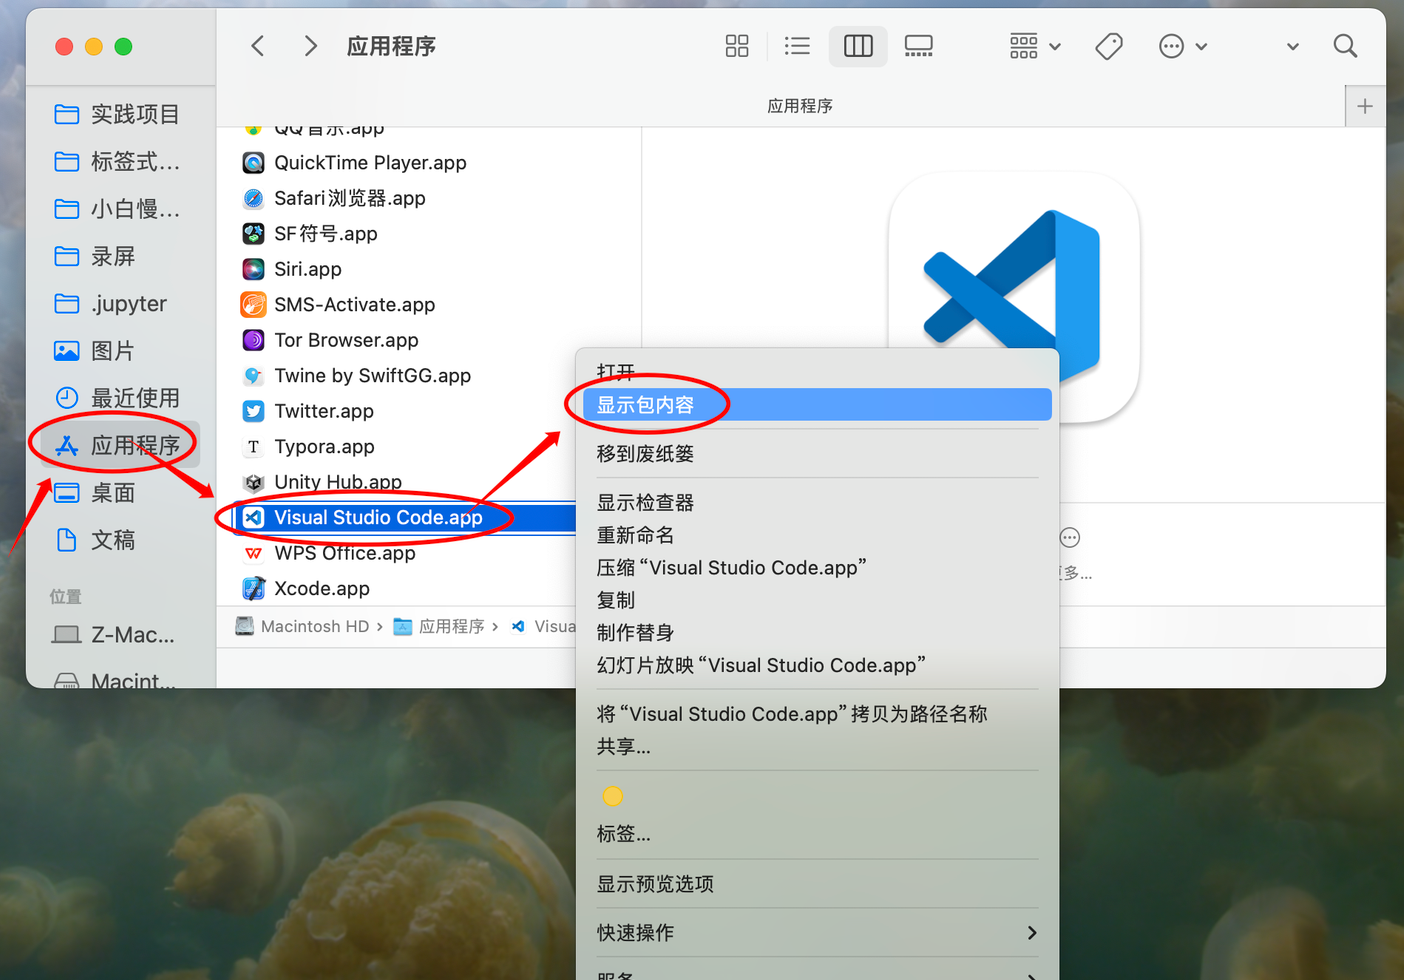 应用程序
应用程序
实践项目
标签式...
小白慢...
录屏
.jupyter
图片
最近使用
应用程序
桌面
文稿
位置
Z-Mac...
Macint...
QQ音乐.app
QuickTime Player.app
Safari浏览器.app
SF符号.app
Siri.app
SMS-Activate.app
Tor Browser.app
Twine by SwiftGG.app
Twitter.app
Typora.app
Unity Hub.app
Visual Studio Code.app
WPS Office.app
Xcode.app
Macintosh HD › 应用程序 › Visua
更多...
打开
显示包内容
移到废纸篓
显示检查器
重新命名
压缩“Visual Studio Code.app”
复制
制作替身
幻灯片放映“Visual Studio Code.app”
将“Visual Studio Code.app”拷贝为路径名称
共享...
标签...
显示预览选项
快速操作
服务